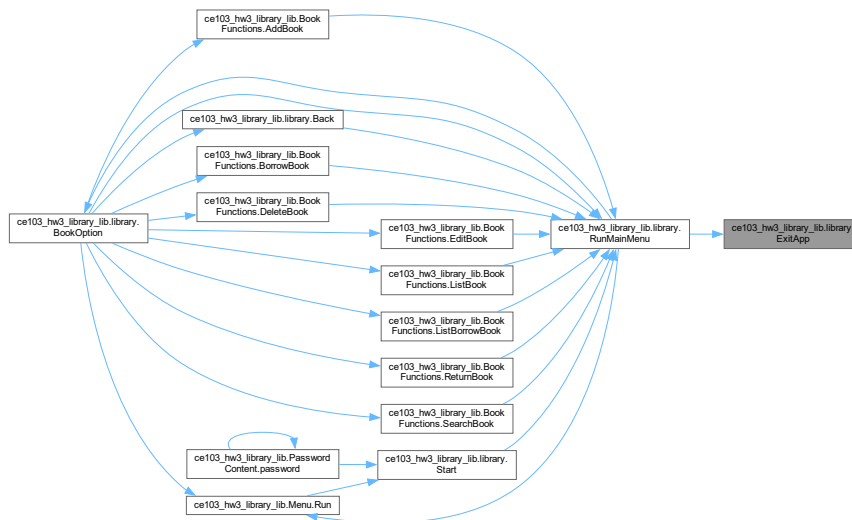 ce103_hw3_library_lib.Book
Functions.AddBook
ce103_hw3_library_lib.library.Back
ce103_hw3_library_lib.Book
Functions.BorrowBook
ce103_hw3_library_lib.Book
Functions.DeleteBook
ce103_hw3_library_lib.library.
BookOption
ce103_hw3_library_lib.Book
Functions.EditBook
ce103_hw3_library_lib.library.
RunMainMenu
ce103_hw3_library_lib.library.
ExitApp
ce103_hw3_library_lib.Book
Functions.ListBook
ce103_hw3_library_lib.Book
Functions.ListBorrowBook
ce103_hw3_library_lib.Book
Functions.ReturnBook
ce103_hw3_library_lib.Book
Functions.SearchBook
ce103_hw3_library_lib.Password
Content.password
ce103_hw3_library_lib.library.
Start
ce103_hw3_library_lib.Menu.Run